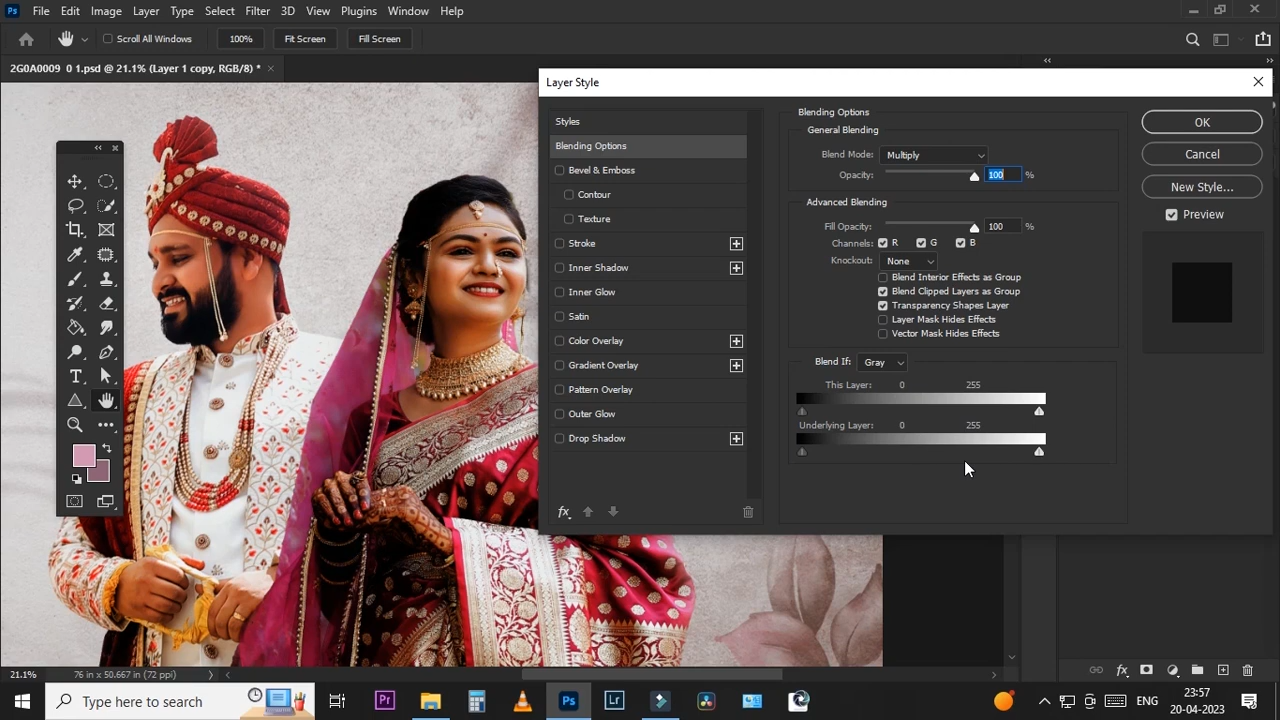 Ps File Edit Image Layer Type Select Filter 3D View Plugins Window Help
Scroll All Windows 100% Fit Screen Fill Screen
2G0A0009 0 1.psd @ 21.1% (Layer 1 copy, RGB/8) * ×
Layer Style
Styles
Blending Options
Bevel & Emboss
Contour
Texture
Stroke
Inner Shadow
Inner Glow
Satin
Color Overlay
Gradient Overlay
Pattern Overlay
Outer Glow
Drop Shadow
fx
Blending Options
General Blending
Blend Mode: Multiply
Opacity: 100 %
Advanced Blending
Fill Opacity: 100 %
Channels: R G B
Knockout: None
Blend Interior Effects as Group
Blend Clipped Layers as Group
Transparency Shapes Layer
Layer Mask Hides Effects
Vector Mask Hides Effects
Blend If: Gray
This Layer: 0 255
Underlying Layer: 0 255
OK
Cancel
New Style...
Preview
T
21.1% 76 in x 50.667 in (72 ppi)
fx
Type here to search
Pr
Ps
Lrc
ENG
23:57
20-04-2023